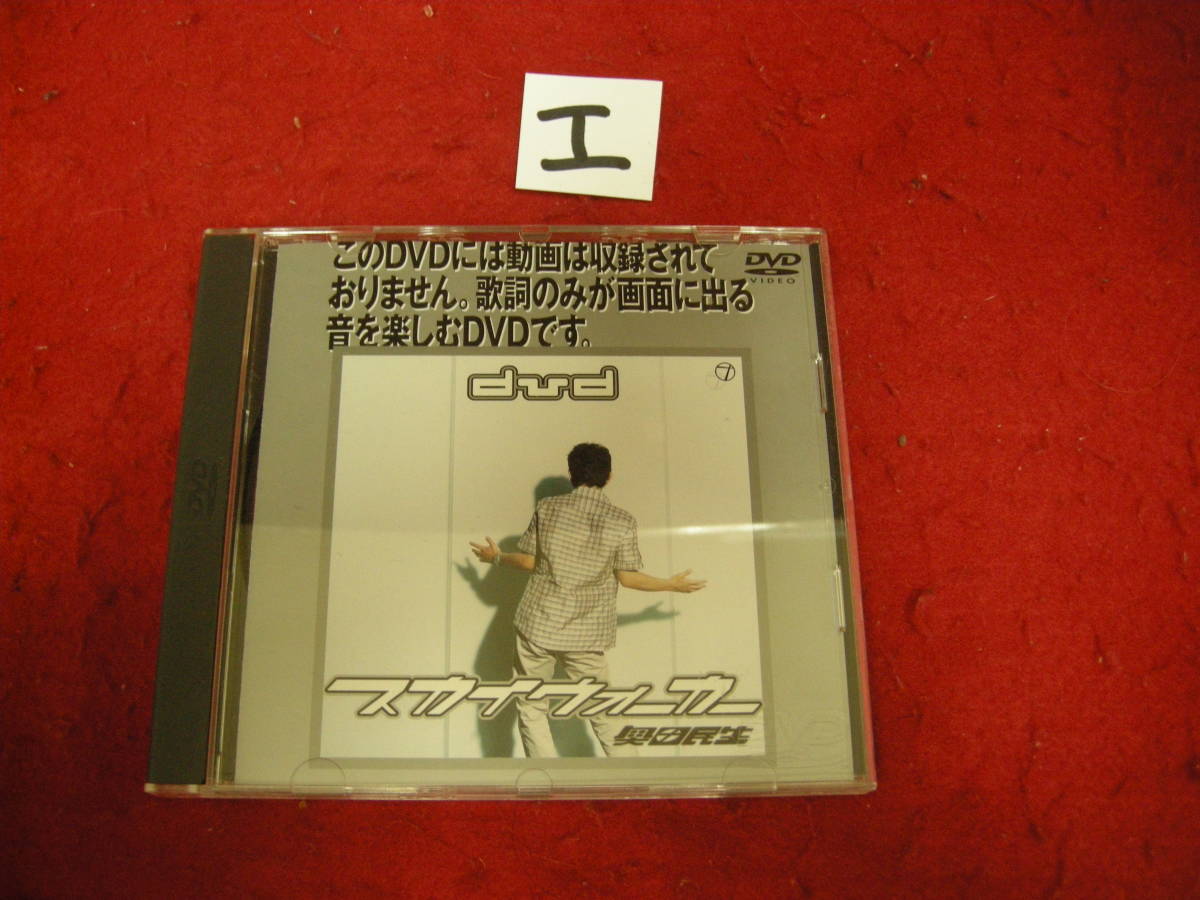 エ
このDVDには動画は収録されて
おりません。歌詞のみが画面に出る
音を楽しむDVDです。
DVD
VIDEO
dvd
7
スカイウォーカー
奥田民生
DVD